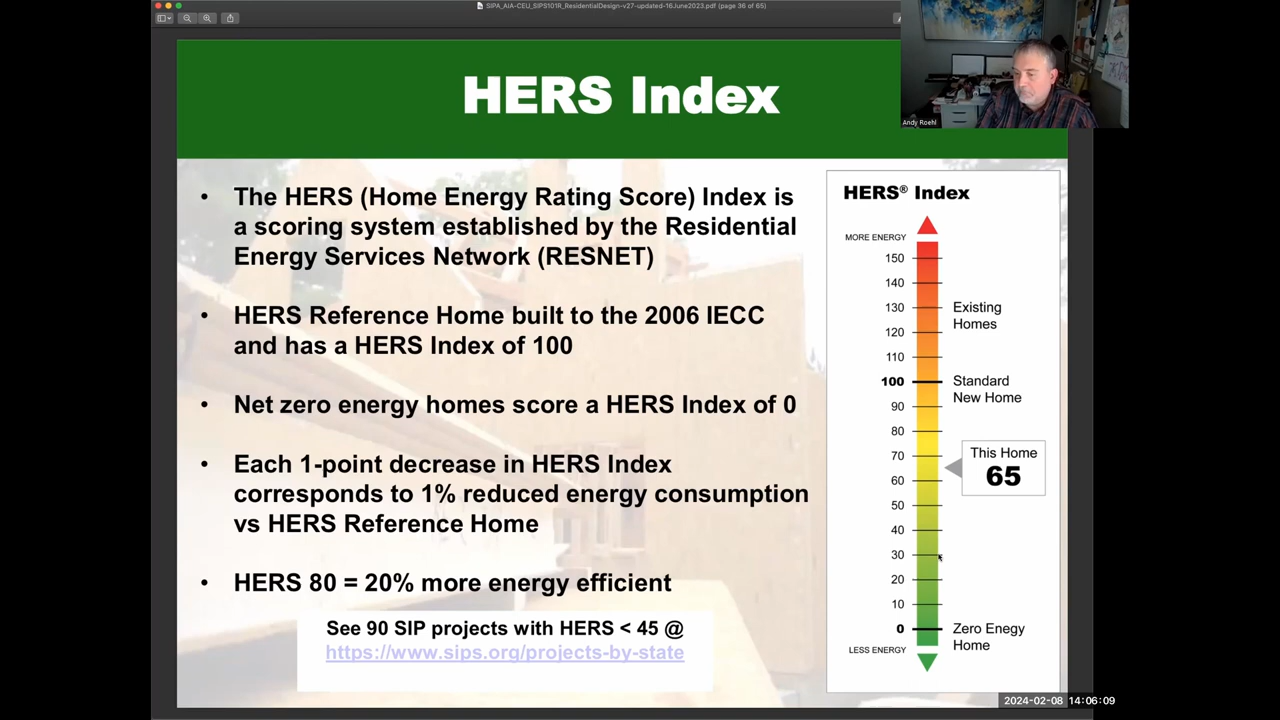 SIPA_AIA-CEU_SIPS101R_ResidentialDesign-v27-updated-16June2023.pdf (page 36 of 65)
HERS Index
Andy Roehl
• The HERS (Home Energy Rating Score) Index is
a scoring system established by the Residential
Energy Services Network (RESNET)
• HERS Reference Home built to the 2006 IECC
and has a HERS Index of 100
• Net zero energy homes score a HERS Index of 0
• Each 1-point decrease in HERS Index
corresponds to 1% reduced energy consumption
vs HERS Reference Home
• HERS 80 = 20% more energy efficient
See 90 SIP projects with HERS < 45 @
https://www.sips.org/projects-by-state
HERS® Index
MORE ENERGY
150
140
130
Existing
Homes
120
110
100
Standard
New Home
90
80
70
This Home
65
60
50
40
30
20
10
0
Zero Enegy
Home
LESS ENERGY
2024-02-08 14:06:09